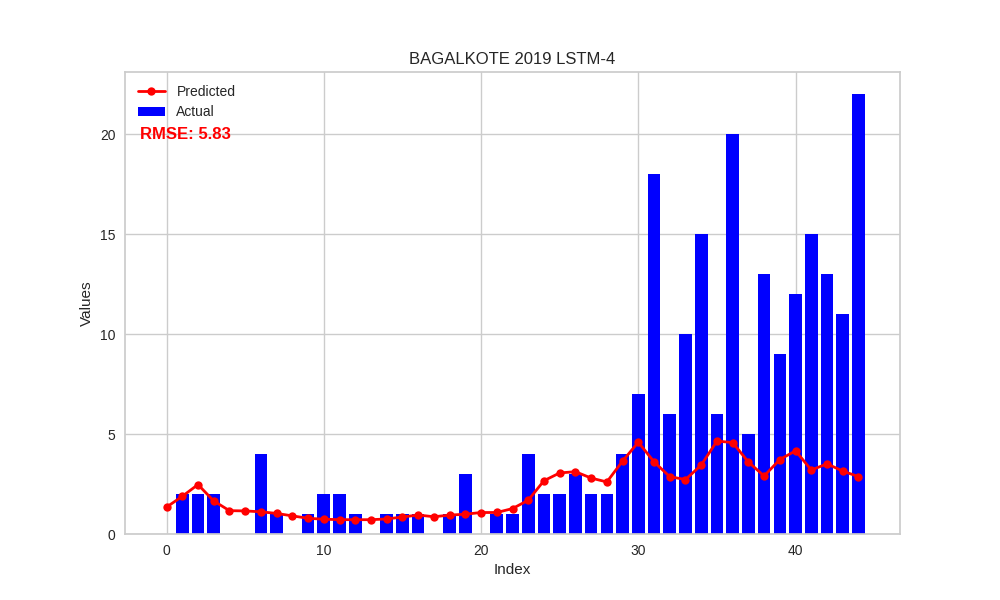 BAGALKOTE 2019 LSTM-4
Predicted
Actual
RMSE: 5.83
20
15
10
5
0
Values
0 10 20 30 40
Index